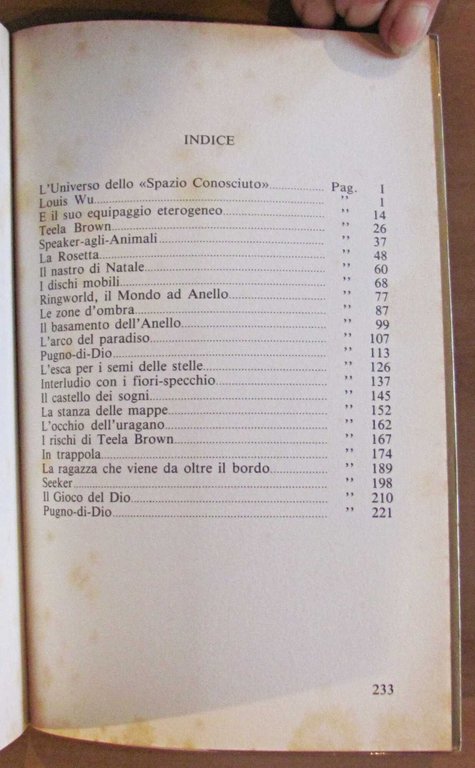 INDICE
L'Universo dello «Spazio Conosciuto» Pag. I
Louis Wu " 1
E il suo equipaggio eterogeneo " 14
Teela Brown " 26
Speaker-agli-Animali " 37
La Rosetta " 48
Il nastro di Natale " 60
I dischi mobili " 68
Ringworld, il Mondo ad Anello " 77
Le zone d'ombra " 87
Il basamento dell'Anello " 99
L'arco del paradiso " 107
Pugno-di-Dio " 113
L'esca per i semi delle stelle " 126
Interludio con i fiori-specchio " 137
Il castello dei sogni " 145
La stanza delle mappe " 152
L'occhio dell'uragano " 162
I rischi di Teela Brown " 167
In trappola " 174
La ragazza che viene da oltre il bordo " 189
Seeker " 198
Il Gioco del Dio " 210
Pugno-di-Dio " 221
233